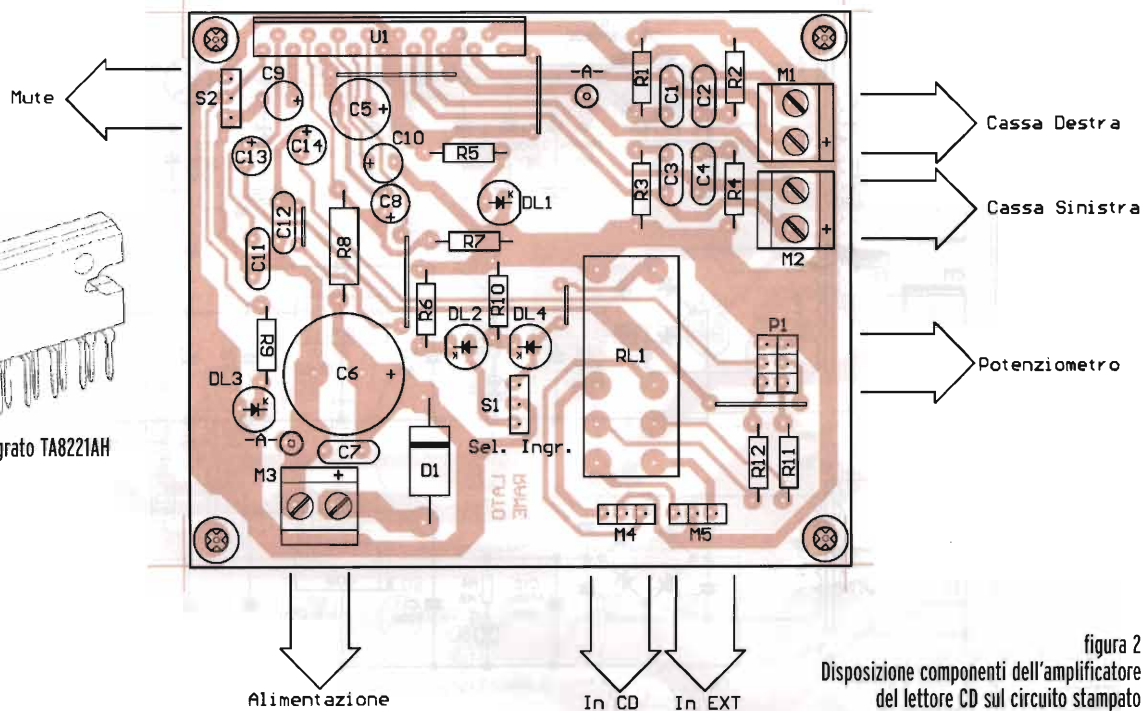 U1
Mute
S2
C9
C5
+
C10
-A-
R1
C1
C2
R2
M1
+
Cassa Destra
C13
C14
R5
C8
DL1
K
R3
C3
C4
R4
M2
+
Cassa Sinistra
C12
C11
R8
R7
R6
R10
DL2
K
DL4
K
RL1
P1
Potenziometro
R9
DL3
K
C6
+
S1
Sel. Ingr.
-A-
C7
D1
M3
+
RAME
LATO
R12
R11
M4
M5
grato TA8221AH
Alimentazione
In CD
In EXT
figura 2
Disposizione componenti dell'amplificatore
del lettore CD sul circuito stampato